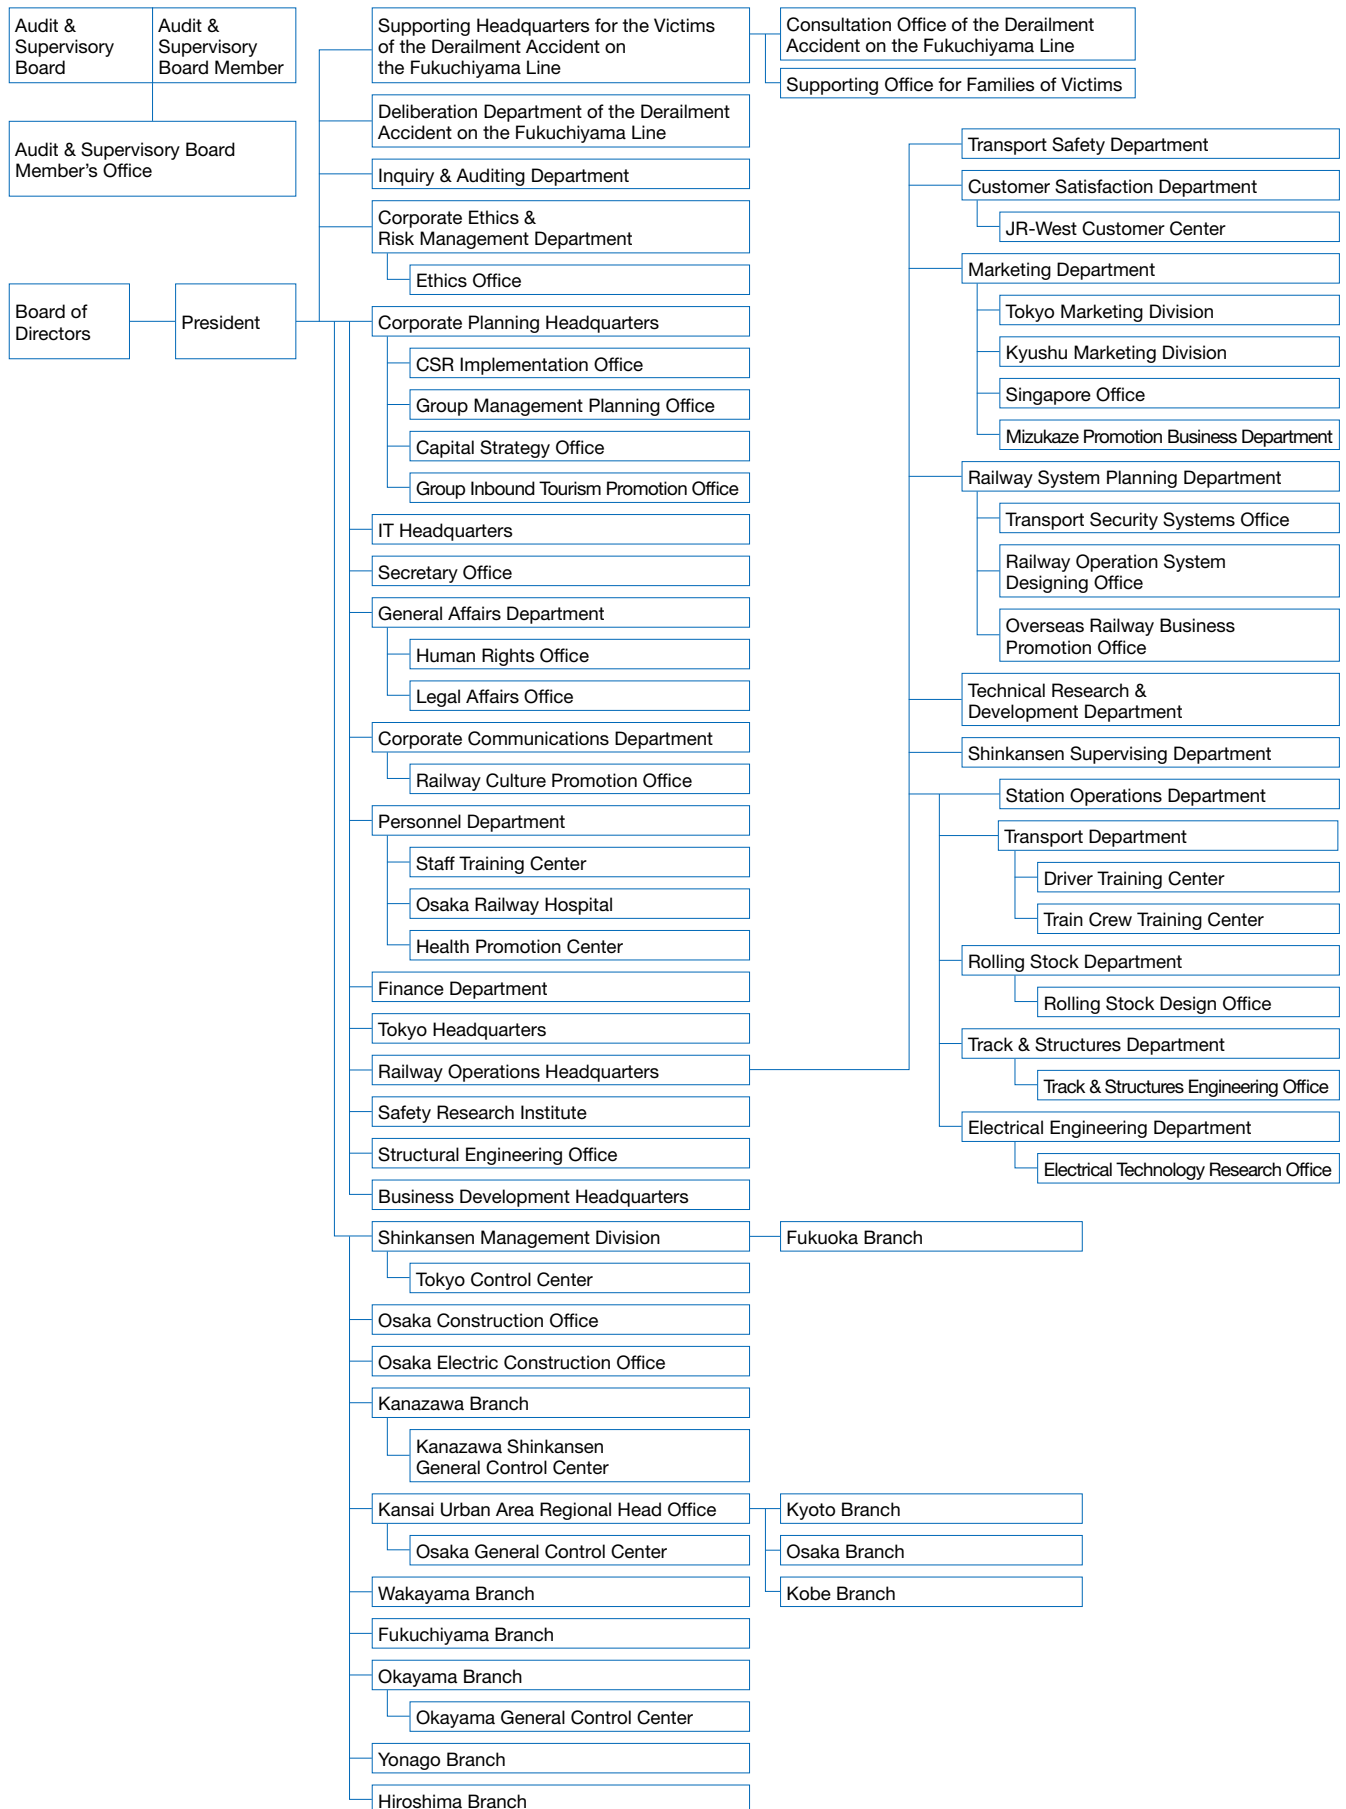 Audit &
Supervisory
Board
Audit &
Supervisory
Board Member
Audit & Supervisory Board
Member's Office
Board of
Directors
President
Supporting Headquarters for the Victims
of the Derailment Accident on
the Fukuchiyama Line
Consultation Office of the Derailment
Accident on the Fukuchiyama Line
Supporting Office for Families of Victims
Deliberation Department of the Derailment
Accident on the Fukuchiyama Line
Inquiry & Auditing Department
Corporate Ethics &
Risk Management Department
Ethics Office
Corporate Planning Headquarters
CSR Implementation Office
Group Management Planning Office
Capital Strategy Office
Group Inbound Tourism Promotion Office
IT Headquarters
Secretary Office
General Affairs Department
Human Rights Office
Legal Affairs Office
Corporate Communications Department
Railway Culture Promotion Office
Personnel Department
Staff Training Center
Osaka Railway Hospital
Health Promotion Center
Finance Department
Tokyo Headquarters
Railway Operations Headquarters
Transport Safety Department
Customer Satisfaction Department
JR-West Customer Center
Marketing Department
Tokyo Marketing Division
Kyushu Marketing Division
Singapore Office
Mizukaze Promotion Business Department
Railway System Planning Department
Transport Security Systems Office
Railway Operation System
Designing Office
Overseas Railway Business
Promotion Office
Technical Research &
Development Department
Shinkansen Supervising Department
Station Operations Department
Transport Department
Driver Training Center
Train Crew Training Center
Rolling Stock Department
Rolling Stock Design Office
Track & Structures Department
Track & Structures Engineering Office
Electrical Engineering Department
Electrical Technology Research Office
Safety Research Institute
Structural Engineering Office
Business Development Headquarters
Shinkansen Management Division
Fukuoka Branch
Tokyo Control Center
Osaka Construction Office
Osaka Electric Construction Office
Kanazawa Branch
Kanazawa Shinkansen
General Control Center
Kansai Urban Area Regional Head Office
Kyoto Branch
Osaka General Control Center
Osaka Branch
Kobe Branch
Wakayama Branch
Fukuchiyama Branch
Okayama Branch
Okayama General Control Center
Yonago Branch
Hiroshima Branch